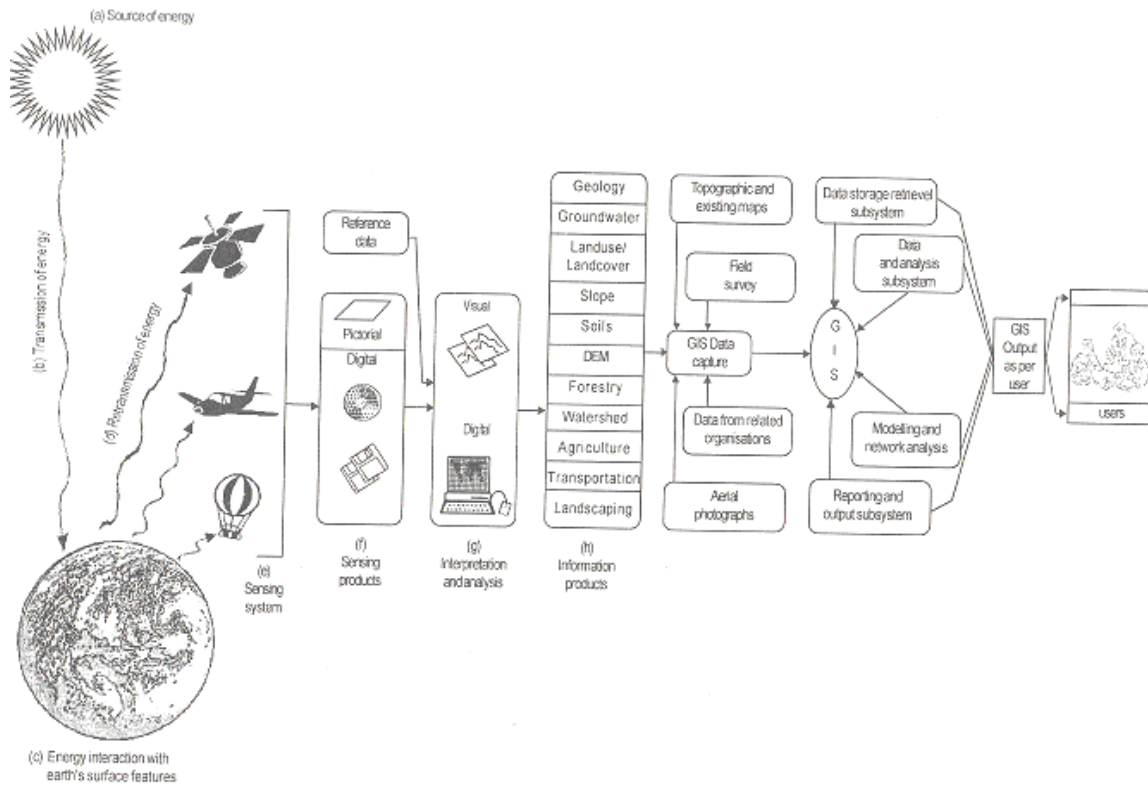 (a) Source of energy
(b) Transmission of energy
(d) Retransmission of energy
(c) Energy interaction with
earth's surface features
(e)
Sensing
system
Reference
data
Pictorial
Digital
(f)
Sensing
products
Visual
Digital
(g)
Interpretation
and analysis
Geology
Groundwater
Landuse/
Landcover
Slope
Soils
DEM
Forestry
Watershed
Agriculture
Transportation
Landscaping
(h)
Information
products
Topographic and
existing maps
Field
survey
GIS Data
capture
Data from related
organisations
Aerial
photographs
Data storage retrievel
subsystem
Data
and analysis
subsystem
G
I
S
Modelling and
network analysis
Reporting and
output subsystem
GIS
Output
as per
user
users